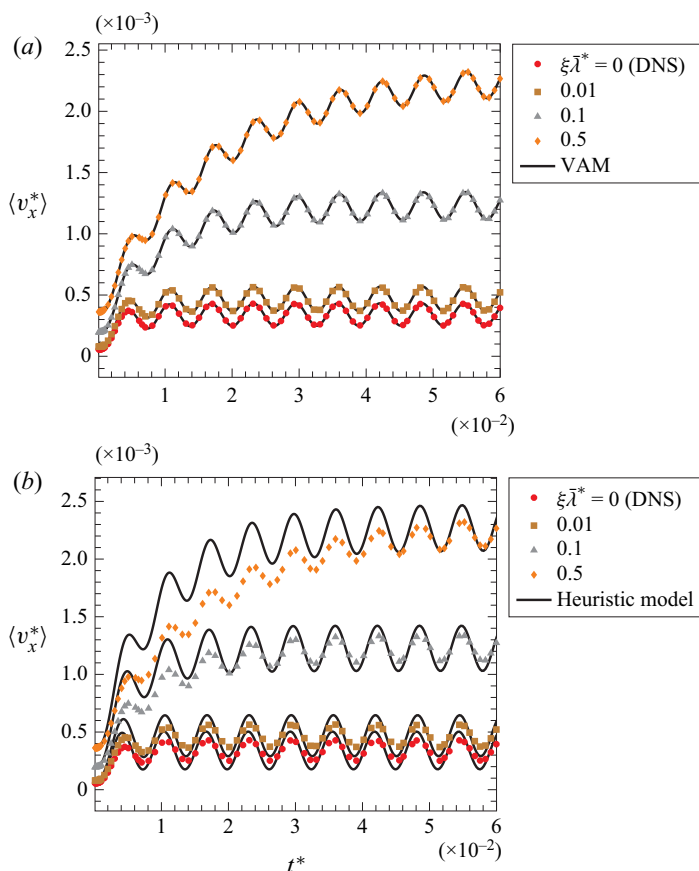 (×10⁻³)
(a)
2.5
2.0
1.5
⟨v*ₓ⟩
1.0
0.5
0
1 2 3 4 5 6
(×10⁻²)
ξλ̄* = 0 (DNS)
0.01
0.1
0.5
VAM
(×10⁻³)
(b)
2.5
2.0
1.5
⟨v*ₓ⟩
1.0
0.5
0
1 2 3 4 5 6
t*
(×10⁻²)
ξλ̄* = 0 (DNS)
0.01
0.1
0.5
Heuristic model